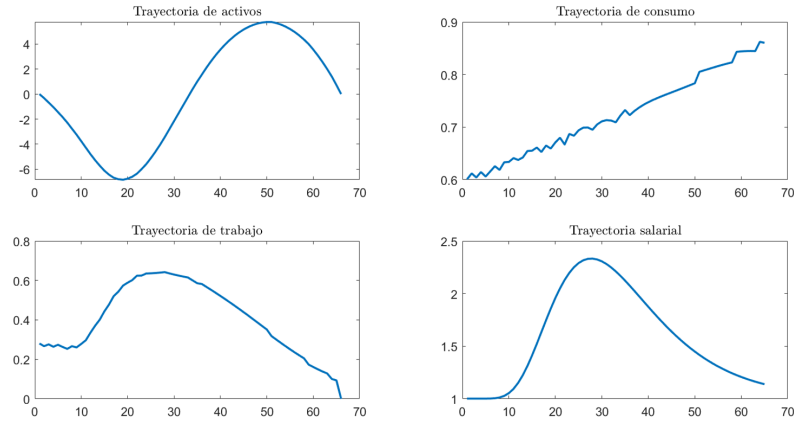 Trayectoria de activos
4
2
0
-2
-4
-6
0 10 20 30 40 50 60 70
Trayectoria de consumo
0.9
0.8
0.7
0.6
0 10 20 30 40 50 60 70
Trayectoria de trabajo
0.8
0.6
0.4
0.2
0
0 10 20 30 40 50 60 70
Trayectoria salarial
2.5
2
1.5
1
0 10 20 30 40 50 60 70